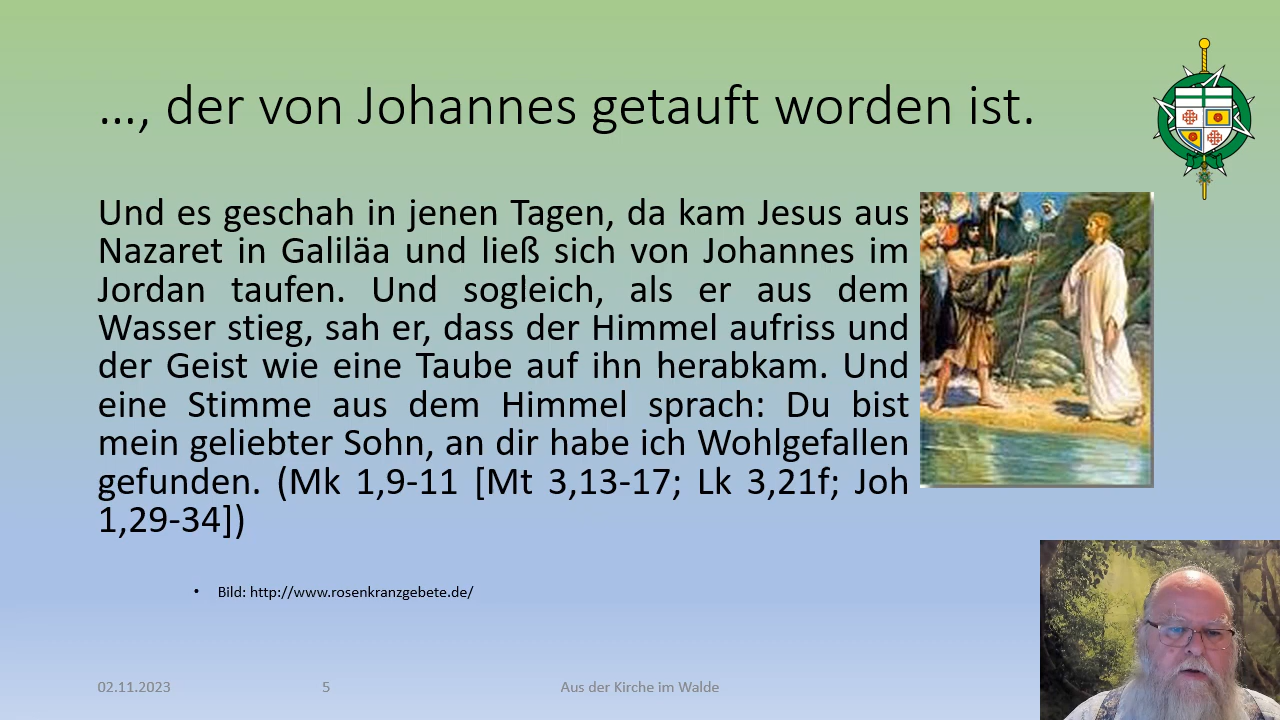 …, der von Johannes getauft worden ist.
Und es geschah in jenen Tagen, da kam Jesus aus
Nazaret in Galiläa und ließ sich von Johannes im
Jordan taufen. Und sogleich, als er aus dem
Wasser stieg, sah er, dass der Himmel aufriss und
der Geist wie eine Taube auf ihn herabkam. Und
eine Stimme aus dem Himmel sprach: Du bist
mein geliebter Sohn, an dir habe ich Wohlgefallen
gefunden. (Mk 1,9-11 [Mt 3,13-17; Lk 3,21f; Joh
1,29-34])
• Bild: http://www.rosenkranzgebete.de/
02.11.2023
5
Aus der Kirche im Walde